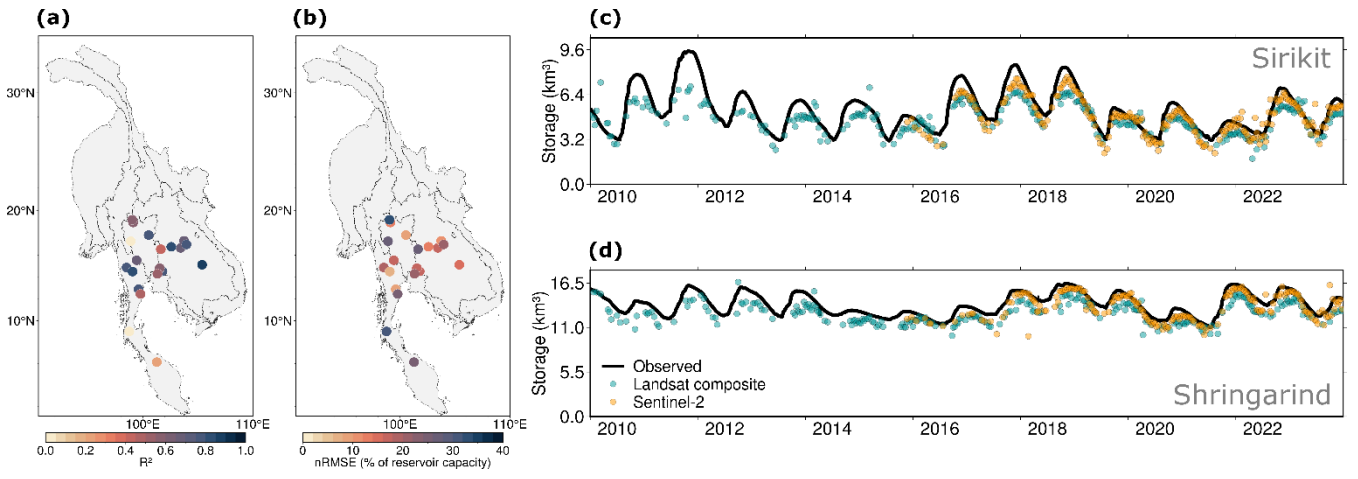 (a)
30°N
20°N
10°N
100°E
110°E
0.0 0.2 0.4 0.6 0.8 1.0
R²
(b)
30°N
20°N
10°N
100°E
110°E
0 10 20 30 40
nRMSE (% of reservoir capacity)
(c)
Sirikit
Storage (km³)
9.6
6.4
3.2
0.0
2010 2012 2014 2016 2018 2020 2022
(d)
Storage (km³)
16.5
11.0
5.5
0.0
Observed
Landsat composite
Sentinel-2
Shringarind
2010 2012 2014 2016 2018 2020 2022